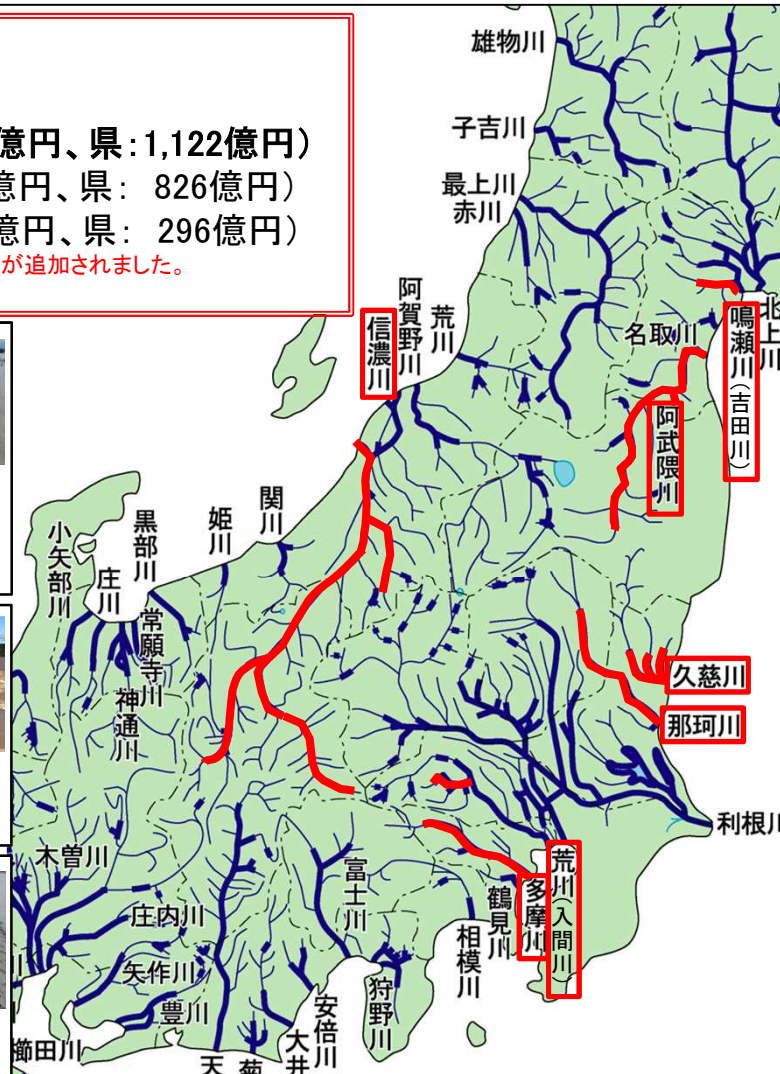 億円、県:1,122億円)
億円、県: 826億円)
億円、県: 296億円)
が追加されました。
雄物川
子吉川
最上川
赤川
信濃川
阿賀野川
荒川
名取川
鳴瀬川(吉田川)
北上川
阿武隈川
小矢部川
庄川
黒部川
常願寺川
神通川
姫川
関川
久慈川
那珂川
利根川
木曽川
庄内川
矢作川
豊川
櫛田川
富士川
安倍川
狩野川
相模川
鶴見川
多摩川
荒川(入間川)
天
菊
大井